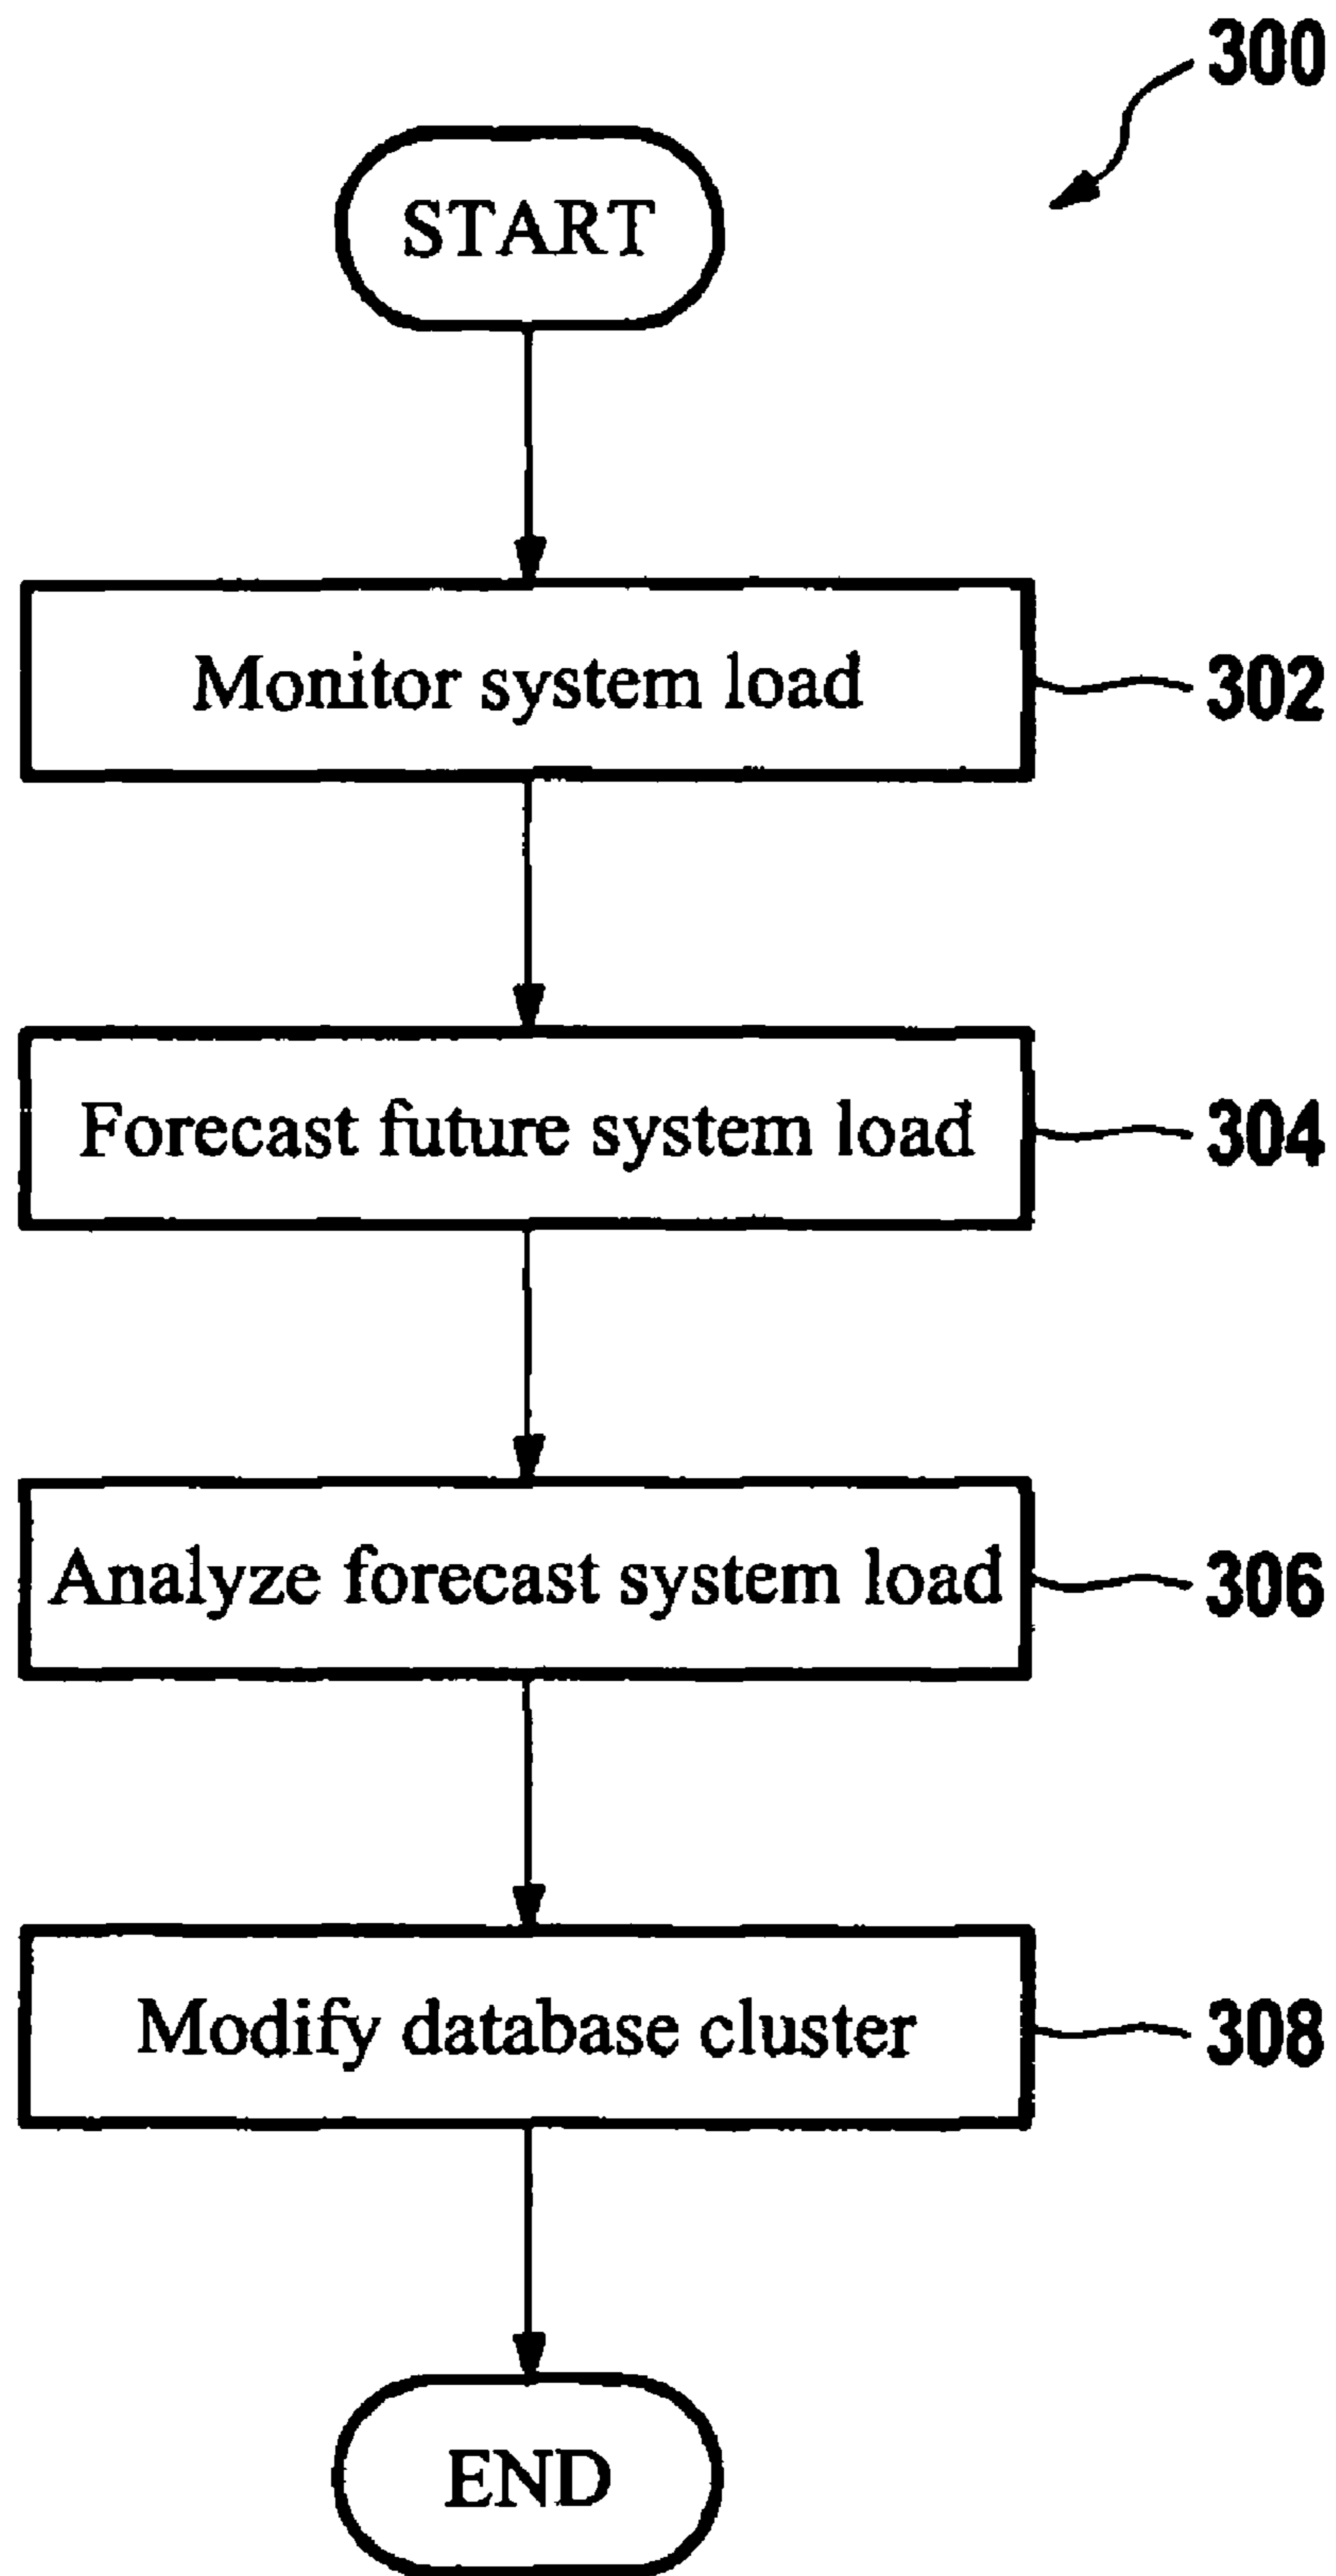 300
START
Monitor system load
302
Forecast future system load
304
Analyze forecast system load
306
Modify database cluster
308
END